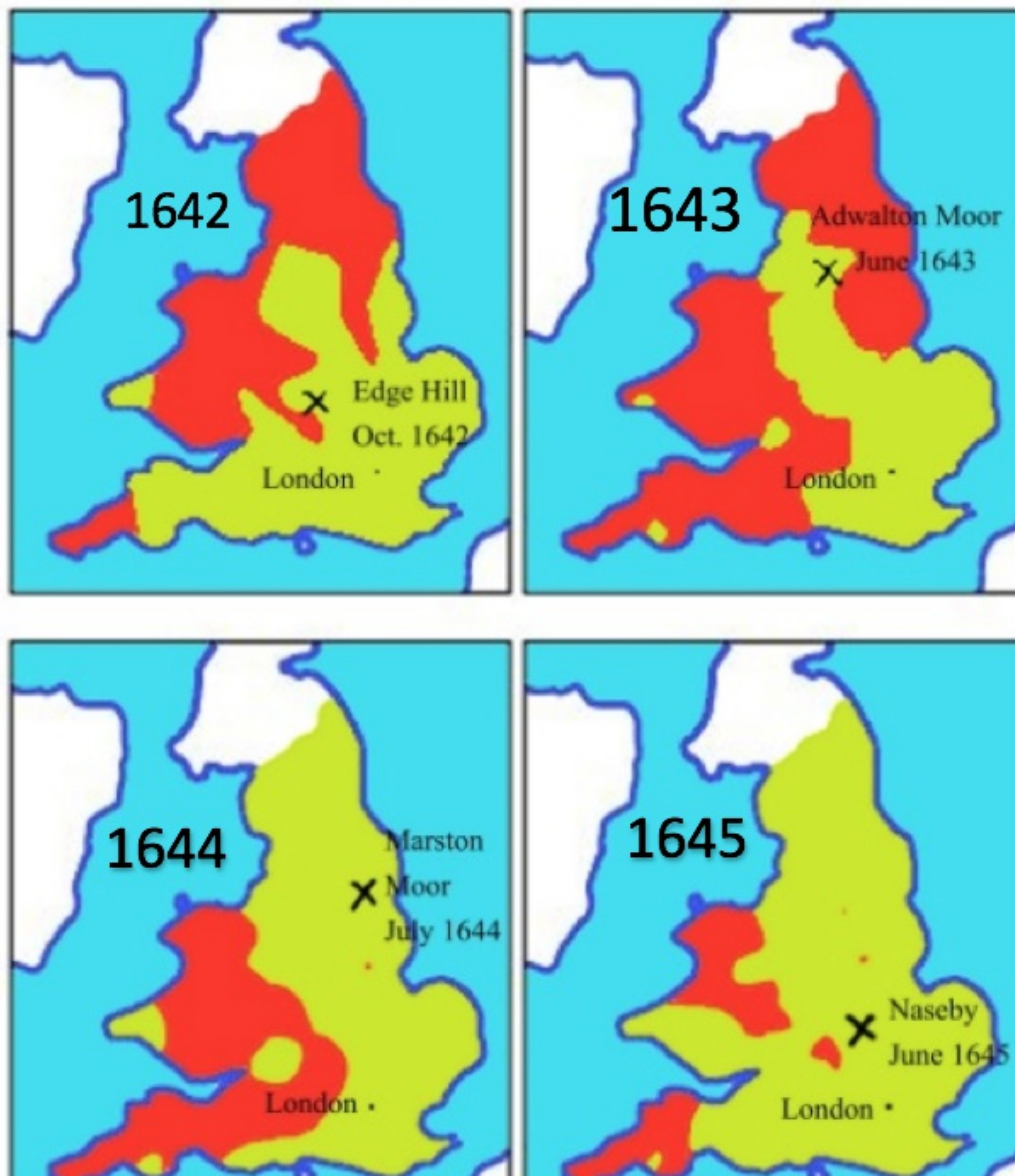 1642
Edge Hill
Oct. 1642
London
1643
Adwalton Moor
June 1643
London
1644
Marston
Moor
July 1644
London
1645
Naseby
June 1645
London